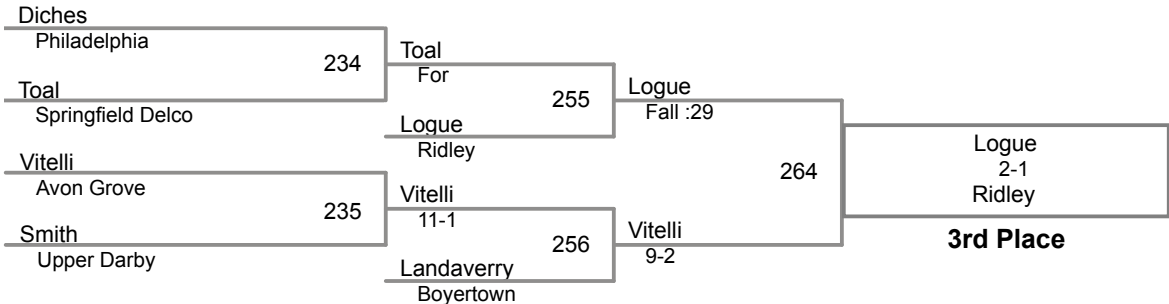 Diches
Philadelphia
234
Toal
Springfield Delco
Vitelli
Avon Grove
235
Smith
Upper Darby
Toal
For
255
Logue
Ridley
Vitelli
11-1
256
Landaverry
Boyertown
Logue
Fall :29
264
Vitelli
9-2
Logue
2-1
Ridley
3rd Place